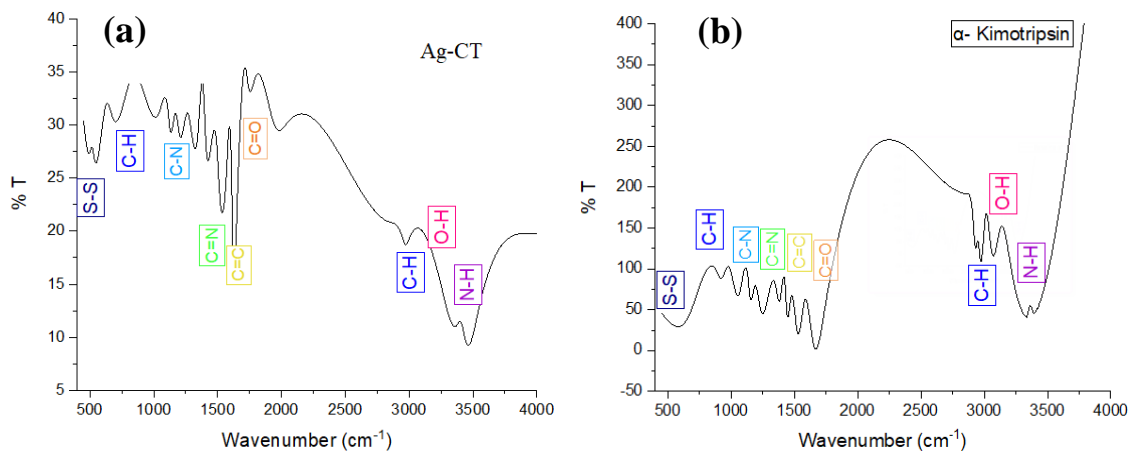 (a)
Ag-CT
40
35
30
25
20
15
10
5
% T
S-S
C-H
C-N
C=N
C=C
C=O
C-H
O-H
N-H
500 1000 1500 2000 2500 3000 3500 4000
Wavenumber (cm⁻¹)
(b)
α- Kimotripsin
400
350
300
250
200
150
100
50
0
-50
% T
S-S
C-H
C-N
C=N
C=C
C=O
C-H
O-H
N-H
500 1000 1500 2000 2500 3000 3500 4000
Wavenumber (cm⁻¹)